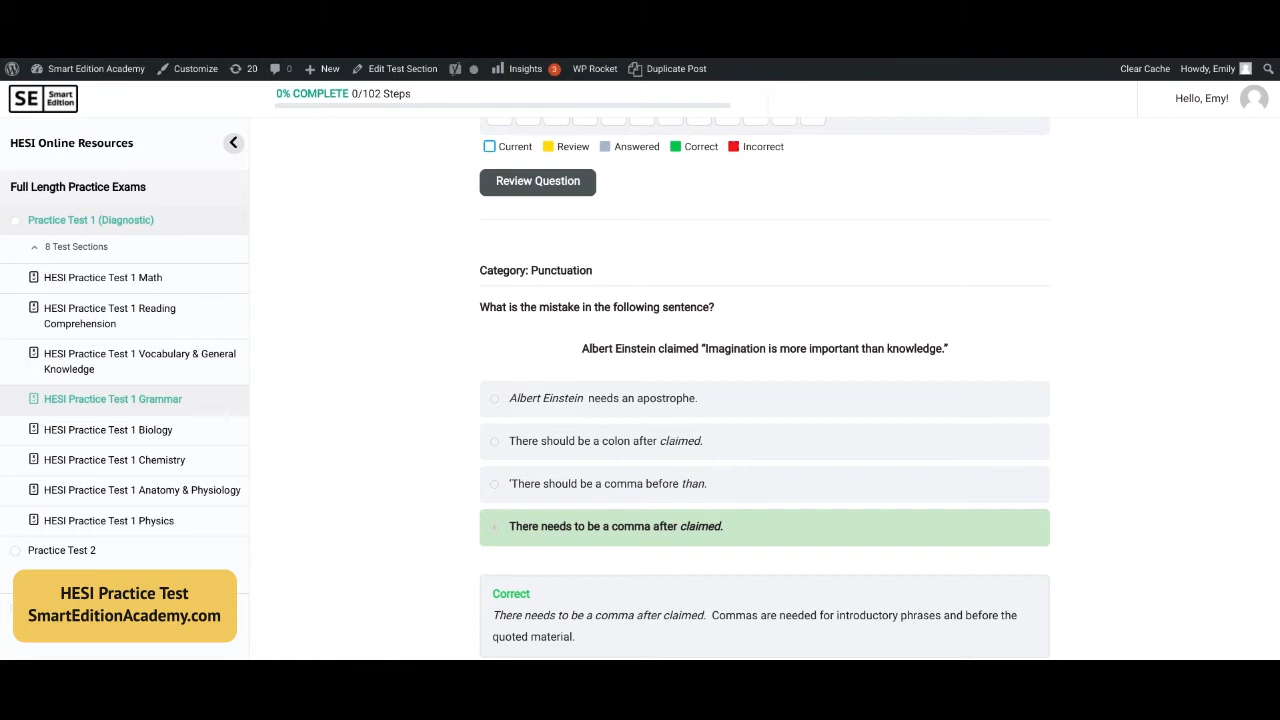 Smart Edition Academy Customize 20 0 New Edit Test Section Insights 3 WP Rocket Duplicate Post Clear Cache Howdy, Emily
SE Smart Edition
0% COMPLETE 0/102 Steps
Hello, Emy!
HESI Online Resources
Full Length Practice Exams
Practice Test 1 (Diagnostic)
8 Test Sections
HESI Practice Test 1 Math
HESI Practice Test 1 Reading
Comprehension
HESI Practice Test 1 Vocabulary & General
Knowledge
HESI Practice Test 1 Grammar
HESI Practice Test 1 Biology
HESI Practice Test 1 Chemistry
HESI Practice Test 1 Anatomy & Physiology
HESI Practice Test 1 Physics
Practice Test 2
HESI Practice Test
SmartEditionAcademy.com
Current Review Answered Correct Incorrect
Review Question
Category: Punctuation
What is the mistake in the following sentence?
Albert Einstein claimed “Imagination is more important than knowledge.”
Albert Einstein needs an apostrophe.
There should be a colon after claimed.
‘There should be a comma before than.
There needs to be a comma after claimed.
Correct
There needs to be a comma after claimed. Commas are needed for introductory phrases and before the
quoted material.